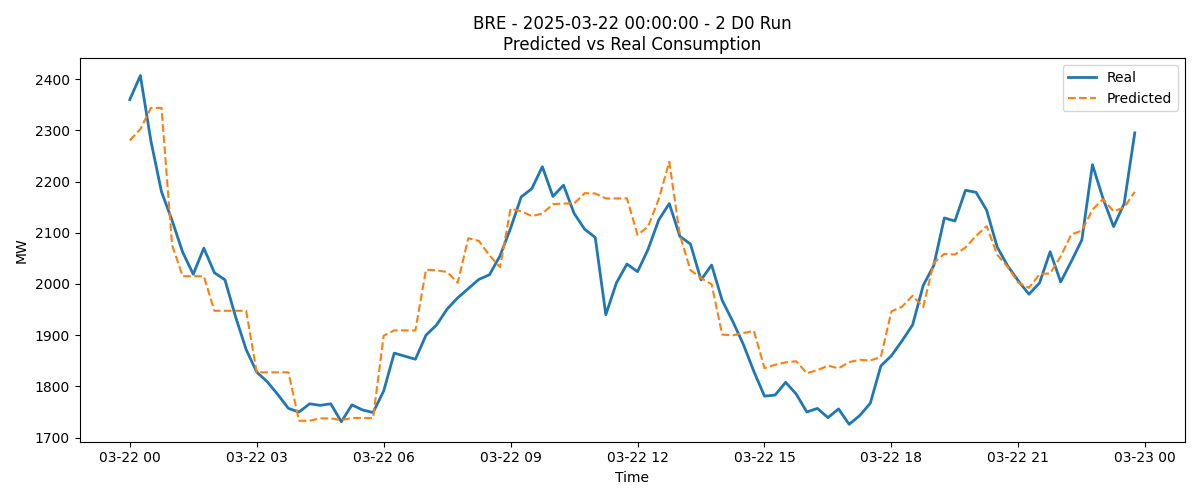 BRE - 2025-03-22 00:00:00 - 2 D0 Run
Predicted vs Real Consumption
Real
Predicted
MW
2400
2300
2200
2100
2000
1900
1800
1700
03-22 00
03-22 03
03-22 06
03-22 09
03-22 12
03-22 15
03-22 18
03-22 21
03-23 00
Time